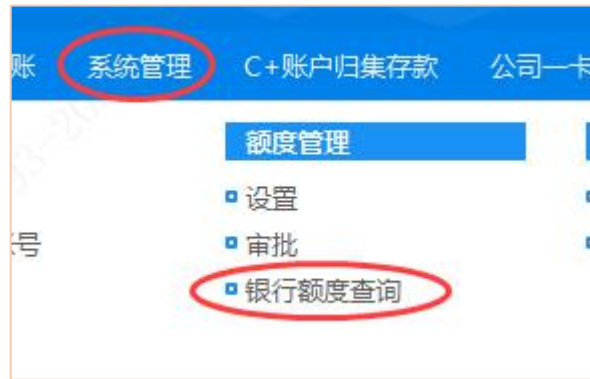 账 系统管理 C+账户归集存款 公司一卡
额度管理
设置
号 审批
银行额度查询